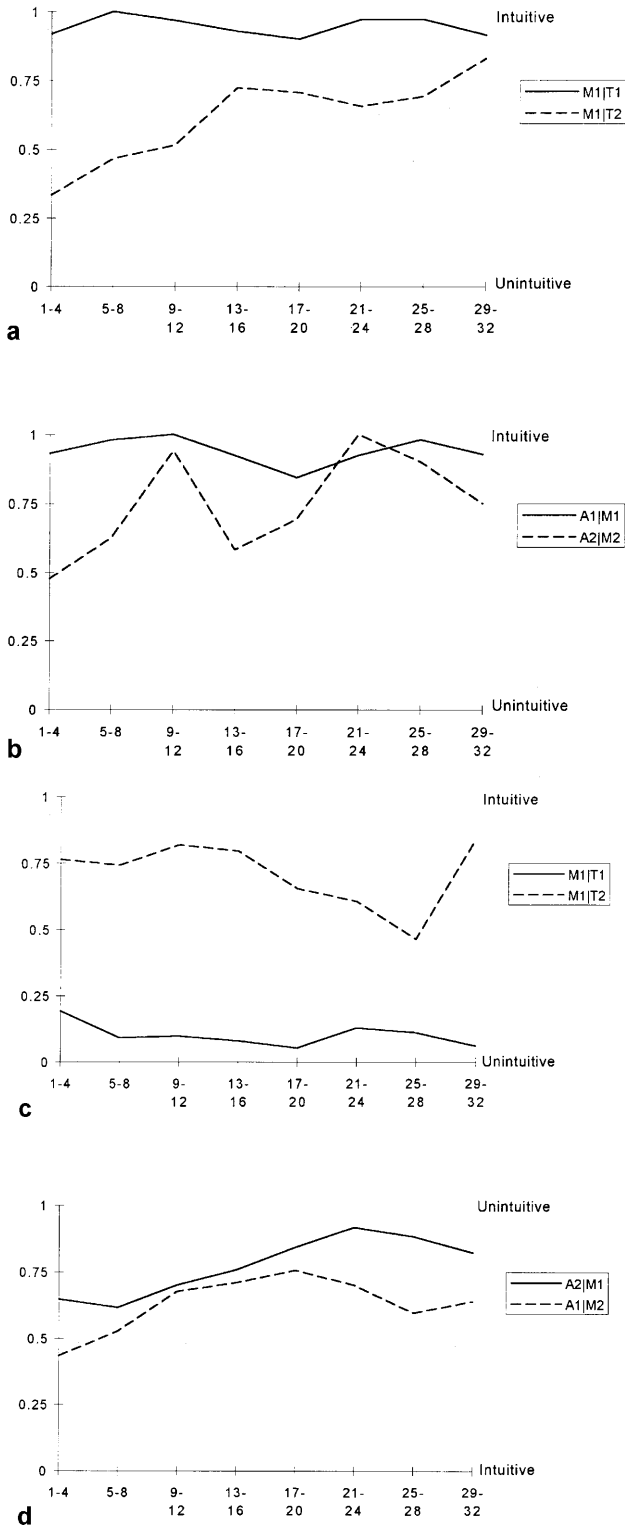 1
Intuitive
0.75
M1|T1
M1|T2
0.5
0.25
0
Unintuitive
1-4 5-8 9-12 13-16 17-20 21-24 25-28 29-32
a
1
Intuitive
0.75
A1|M1
A2|M2
0.5
0.25
0
Unintuitive
1-4 5-8 9-12 13-16 17-20 21-24 25-28 29-32
b
1
Intuitive
0.75
M1|T1
M1|T2
0.5
0.25
0
Unintuitive
1-4 5-8 9-12 13-16 17-20 21-24 25-28 29-32
c
1
Unintuitive
0.75
A2|M1
A1|M2
0.5
0.25
0
Intuitive
1-4 5-8 9-12 13-16 17-20 21-24 25-28 29-32
d